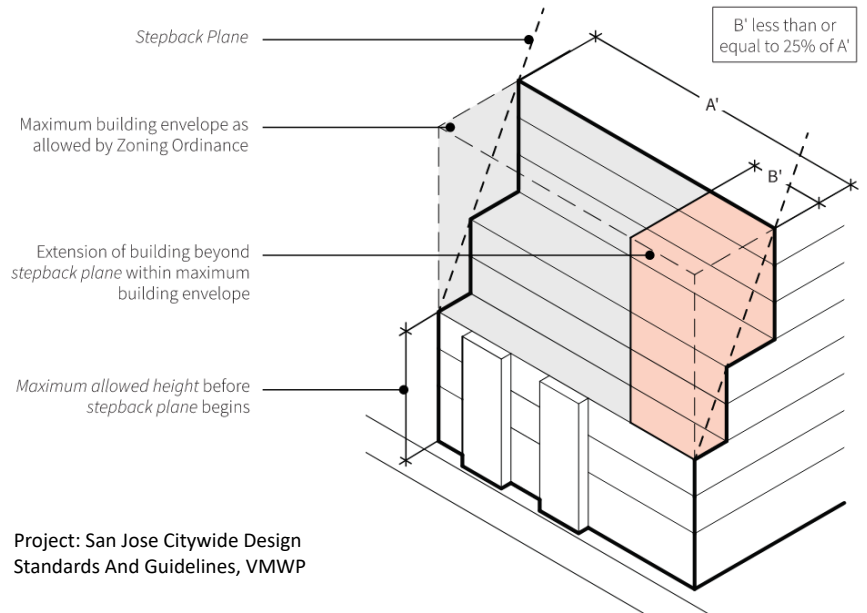 Stepback Plane
B' less than or
equal to 25% of A'
A'
Maximum building envelope as
allowed by Zoning Ordinance
B'
Extension of building beyond
stepback plane within maximum
building envelope
Maximum allowed height before
stepback plane begins
Project: San Jose Citywide Design
Standards And Guidelines, VMWP